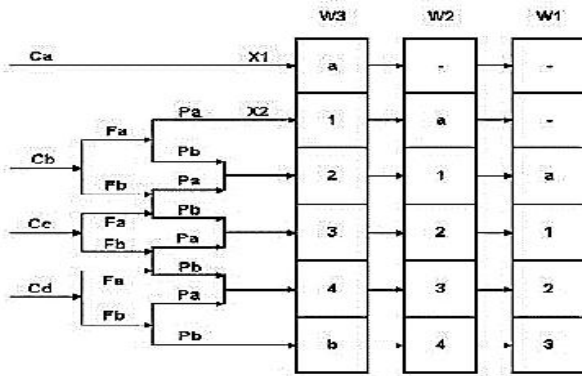 W3 W2 W1
Ca X1 a - -
Pa X2 1 a -
Fa
Pb
Cb 2 1 a
Fb Pa
Pb
Fa
Cc 3 2 1
Fb Pa
Pb
Fa
Cd 4 3 2
Pa
Fb
Pb b 4 3